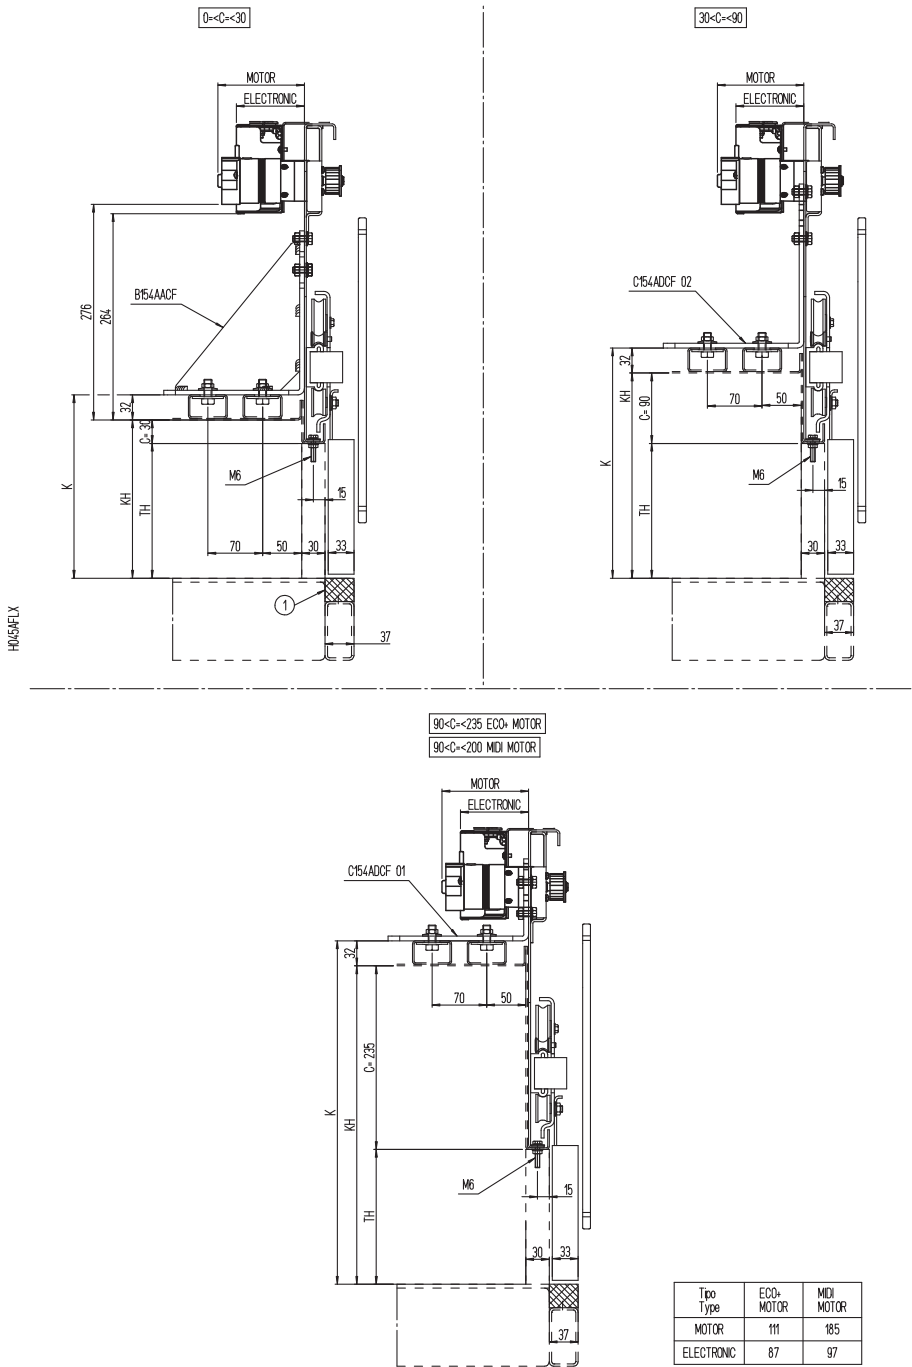 0=<C=<30
MOTOR
ELECTRONIC
B154AACF
276
264
32
C= 30
K
KH
TH
M6
15
70
50
30
33
1
37
H045AFLX
30<C=<90
MOTOR
ELECTRONIC
C154ADCF 02
32
KH
C= 90
K
TH
70
50
M6
15
30
33
37
90<C=<235 ECO+ MOTOR
90<C=<200 MIDI MOTOR
MOTOR
ELECTRONIC
C154ADCF 01
32
70
50
C= 235
K
KH
TH
M6
15
30
33
37
Tipo ECO+ MIDI
Type MOTOR MOTOR
MOTOR 111 185
ELECTRONIC 87 97